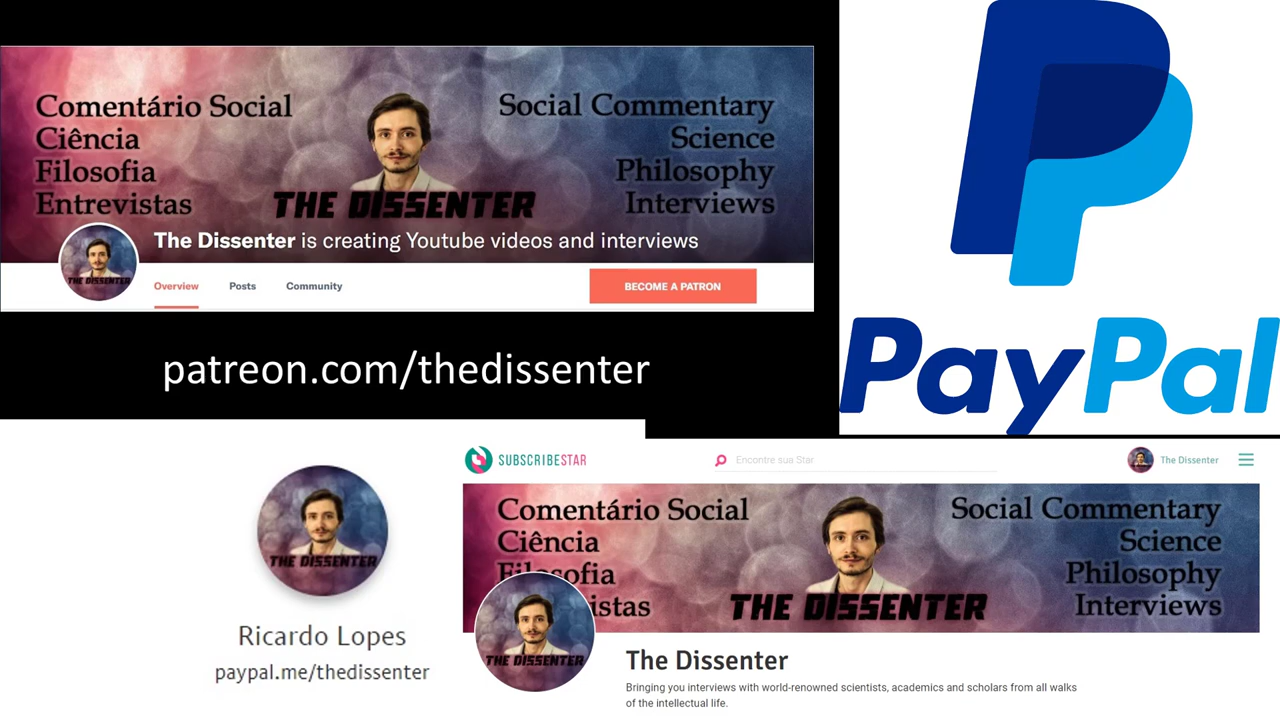 Comentário Social
Ciência
Filosofia
Entrevistas
Social Commentary
Science
Philosophy
Interviews
THE DISSENTER
THE DISSENTER
The Dissenter is creating Youtube videos and interviews
Overview Posts Community
BECOME A PATRON
patreon.com/thedissenter
PayPal
THE DISSENTER
Ricardo Lopes
paypal.me/thedissenter
SUBSCRIBESTAR
Encontre sua Star
The Dissenter
Comentário Social
Ciência
Filosofia
istas
Social Commentary
Science
Philosophy
Interviews
THE DISSENTER
THE DISSENTER
The Dissenter
Bringing you interviews with world-renowned scientists, academics and scholars from all walks
of the intellectual life.